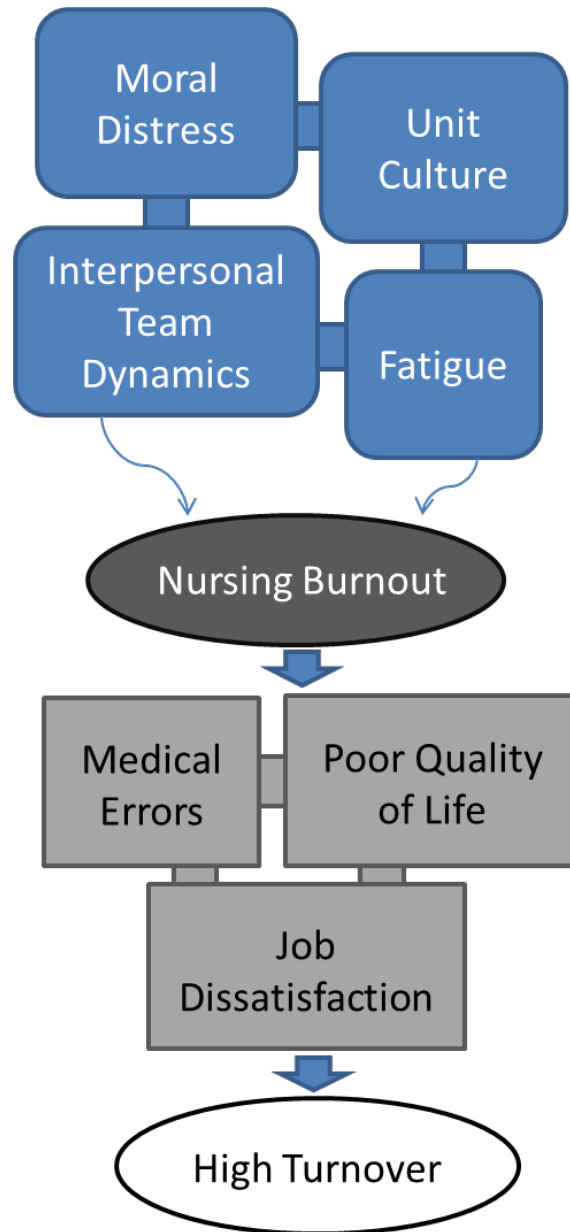 Moral
Distress
Unit
Culture
Interpersonal
Team
Dynamics
Fatigue
Nursing Burnout
Medical
Errors
Poor Quality
of Life
Job
Dissatisfaction
High Turnover